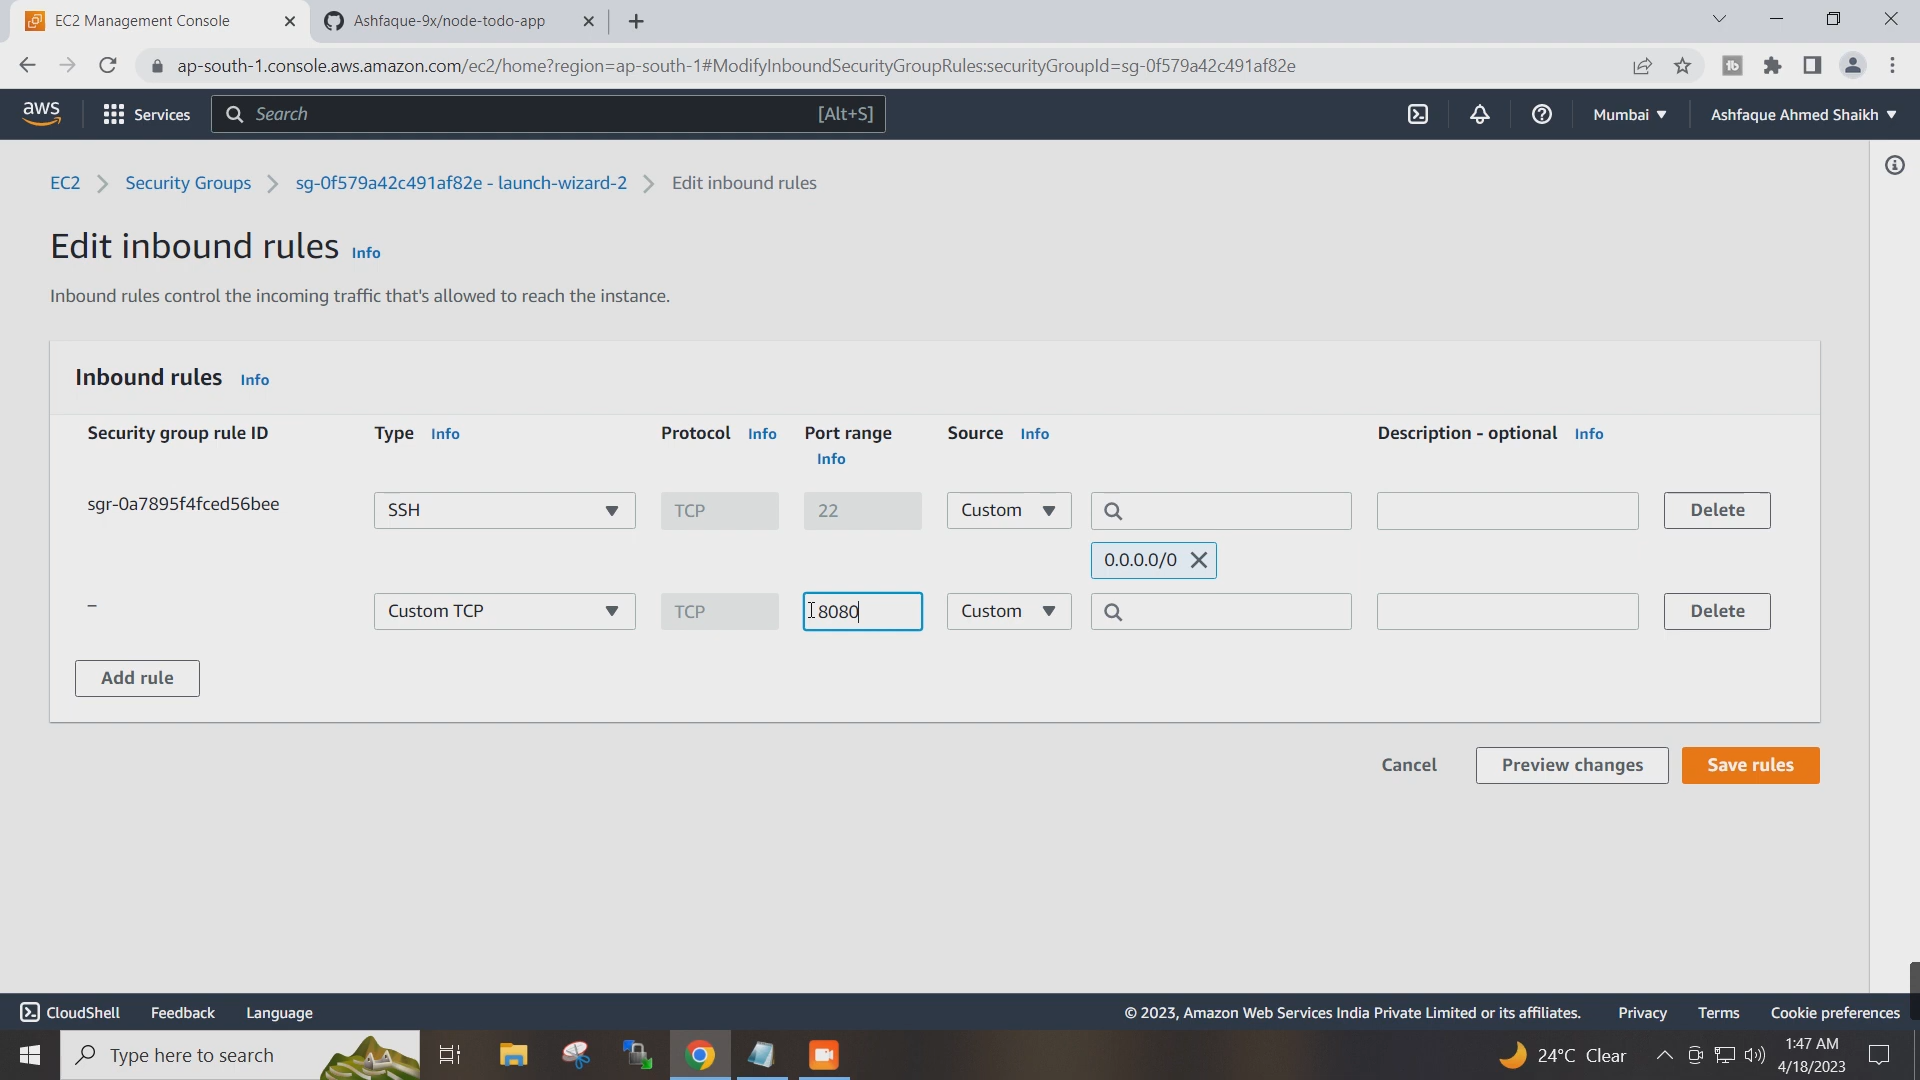 EC2 Management Console
Ashfaque-9x/node-todo-app
ap-south-1.console.aws.amazon.com/ec2/home?region=ap-south-1#ModifyInboundSecurityGroupRules:securityGroupId=sg-0f579a42c491af82e
aws
Services
Search
[Alt+S]
Mumbai
Ashfaque Ahmed Shaikh
EC2
Security Groups
sg-0f579a42c491af82e - launch-wizard-2
Edit inbound rules
Edit inbound rules Info
Inbound rules control the incoming traffic that's allowed to reach the instance.
Inbound rules Info
Security group rule ID
Type Info
Protocol Info
Port range
Info
Source Info
Description - optional Info
sgr-0a7895f4fced56bee
SSH
TCP
22
Custom
Delete
0.0.0.0/0
–
Custom TCP
TCP
8080
Custom
Delete
Add rule
Cancel
Preview changes
Save rules
CloudShell
Feedback
Language
© 2023, Amazon Web Services India Private Limited or its affiliates.
Privacy
Terms
Cookie preferences
Type here to search
24°C Clear
1:47 AM
4/18/2023